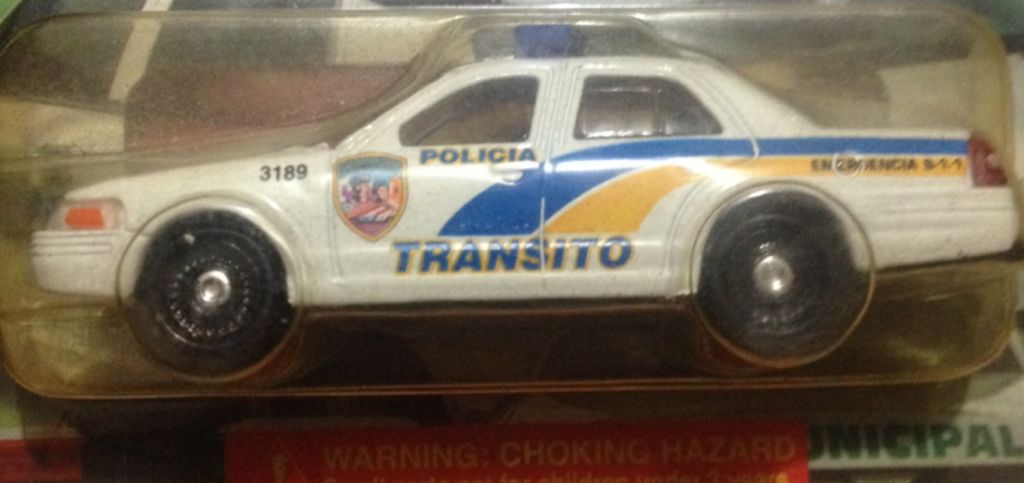 POLICIA
3189
EMERGENCIA 9-1-1
TRANSITO
WARNING: CHOKING HAZARD
UNICIPAL